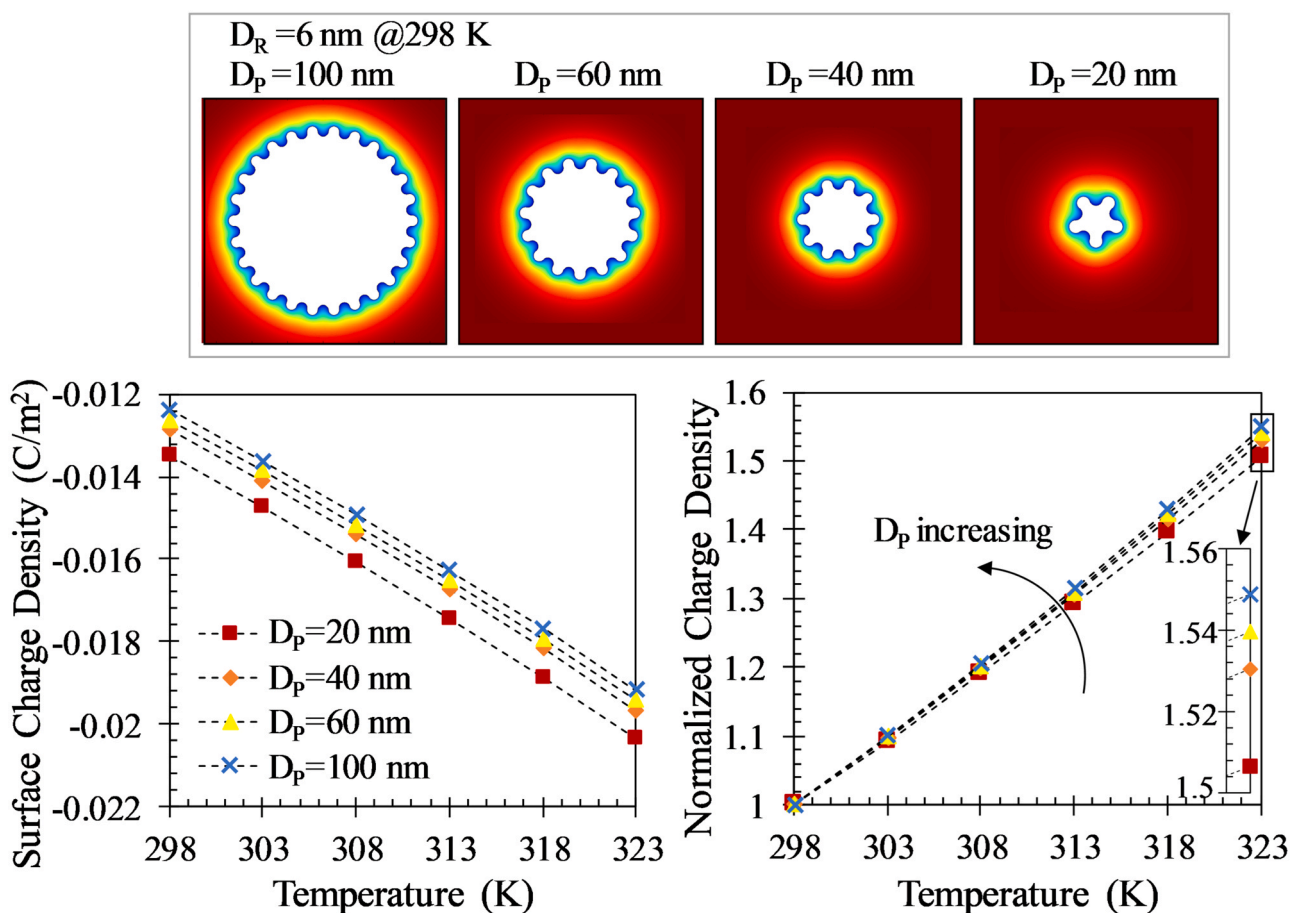 D_R =6 nm @298 K
D_P =100 nm
D_P =60 nm
D_P =40 nm
D_P =20 nm
Surface Charge Density (C/m²)
-0.012
-0.014
-0.016
-0.018
-0.02
-0.022
D_P=20 nm
D_P=40 nm
D_P=60 nm
D_P=100 nm
298 303 308 313 318 323
Temperature (K)
Normalized Charge Density
1.6
1.5
1.4
1.3
1.2
1.1
1
D_P increasing
1.56
1.54
1.52
1.5
298 303 308 313 318 323
Temperature (K)